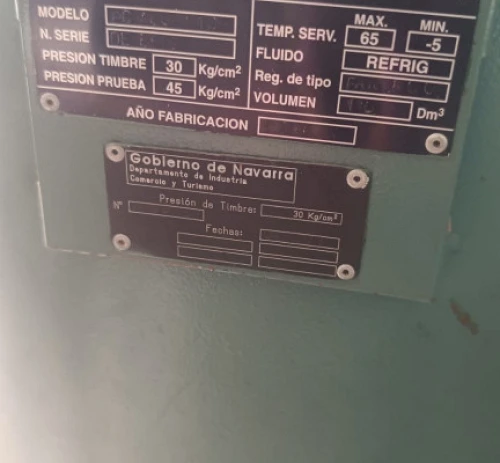 MODELO
N. SERIE
PRESION TIMBRE 30 Kg/cm²
PRESION PRUEBA 45 Kg/cm²
MAX. MIN.
TEMP. SERV. 65 -5
FLUIDO REFRIG
Reg. de tipo
VOLUMEN Dm³
AÑO FABRICACION
Gobierno de Navarra
Departamento de Industria
Comercio y Turismo
Nº Presión de Timbre: 30 Kg/cm²
Fechas: